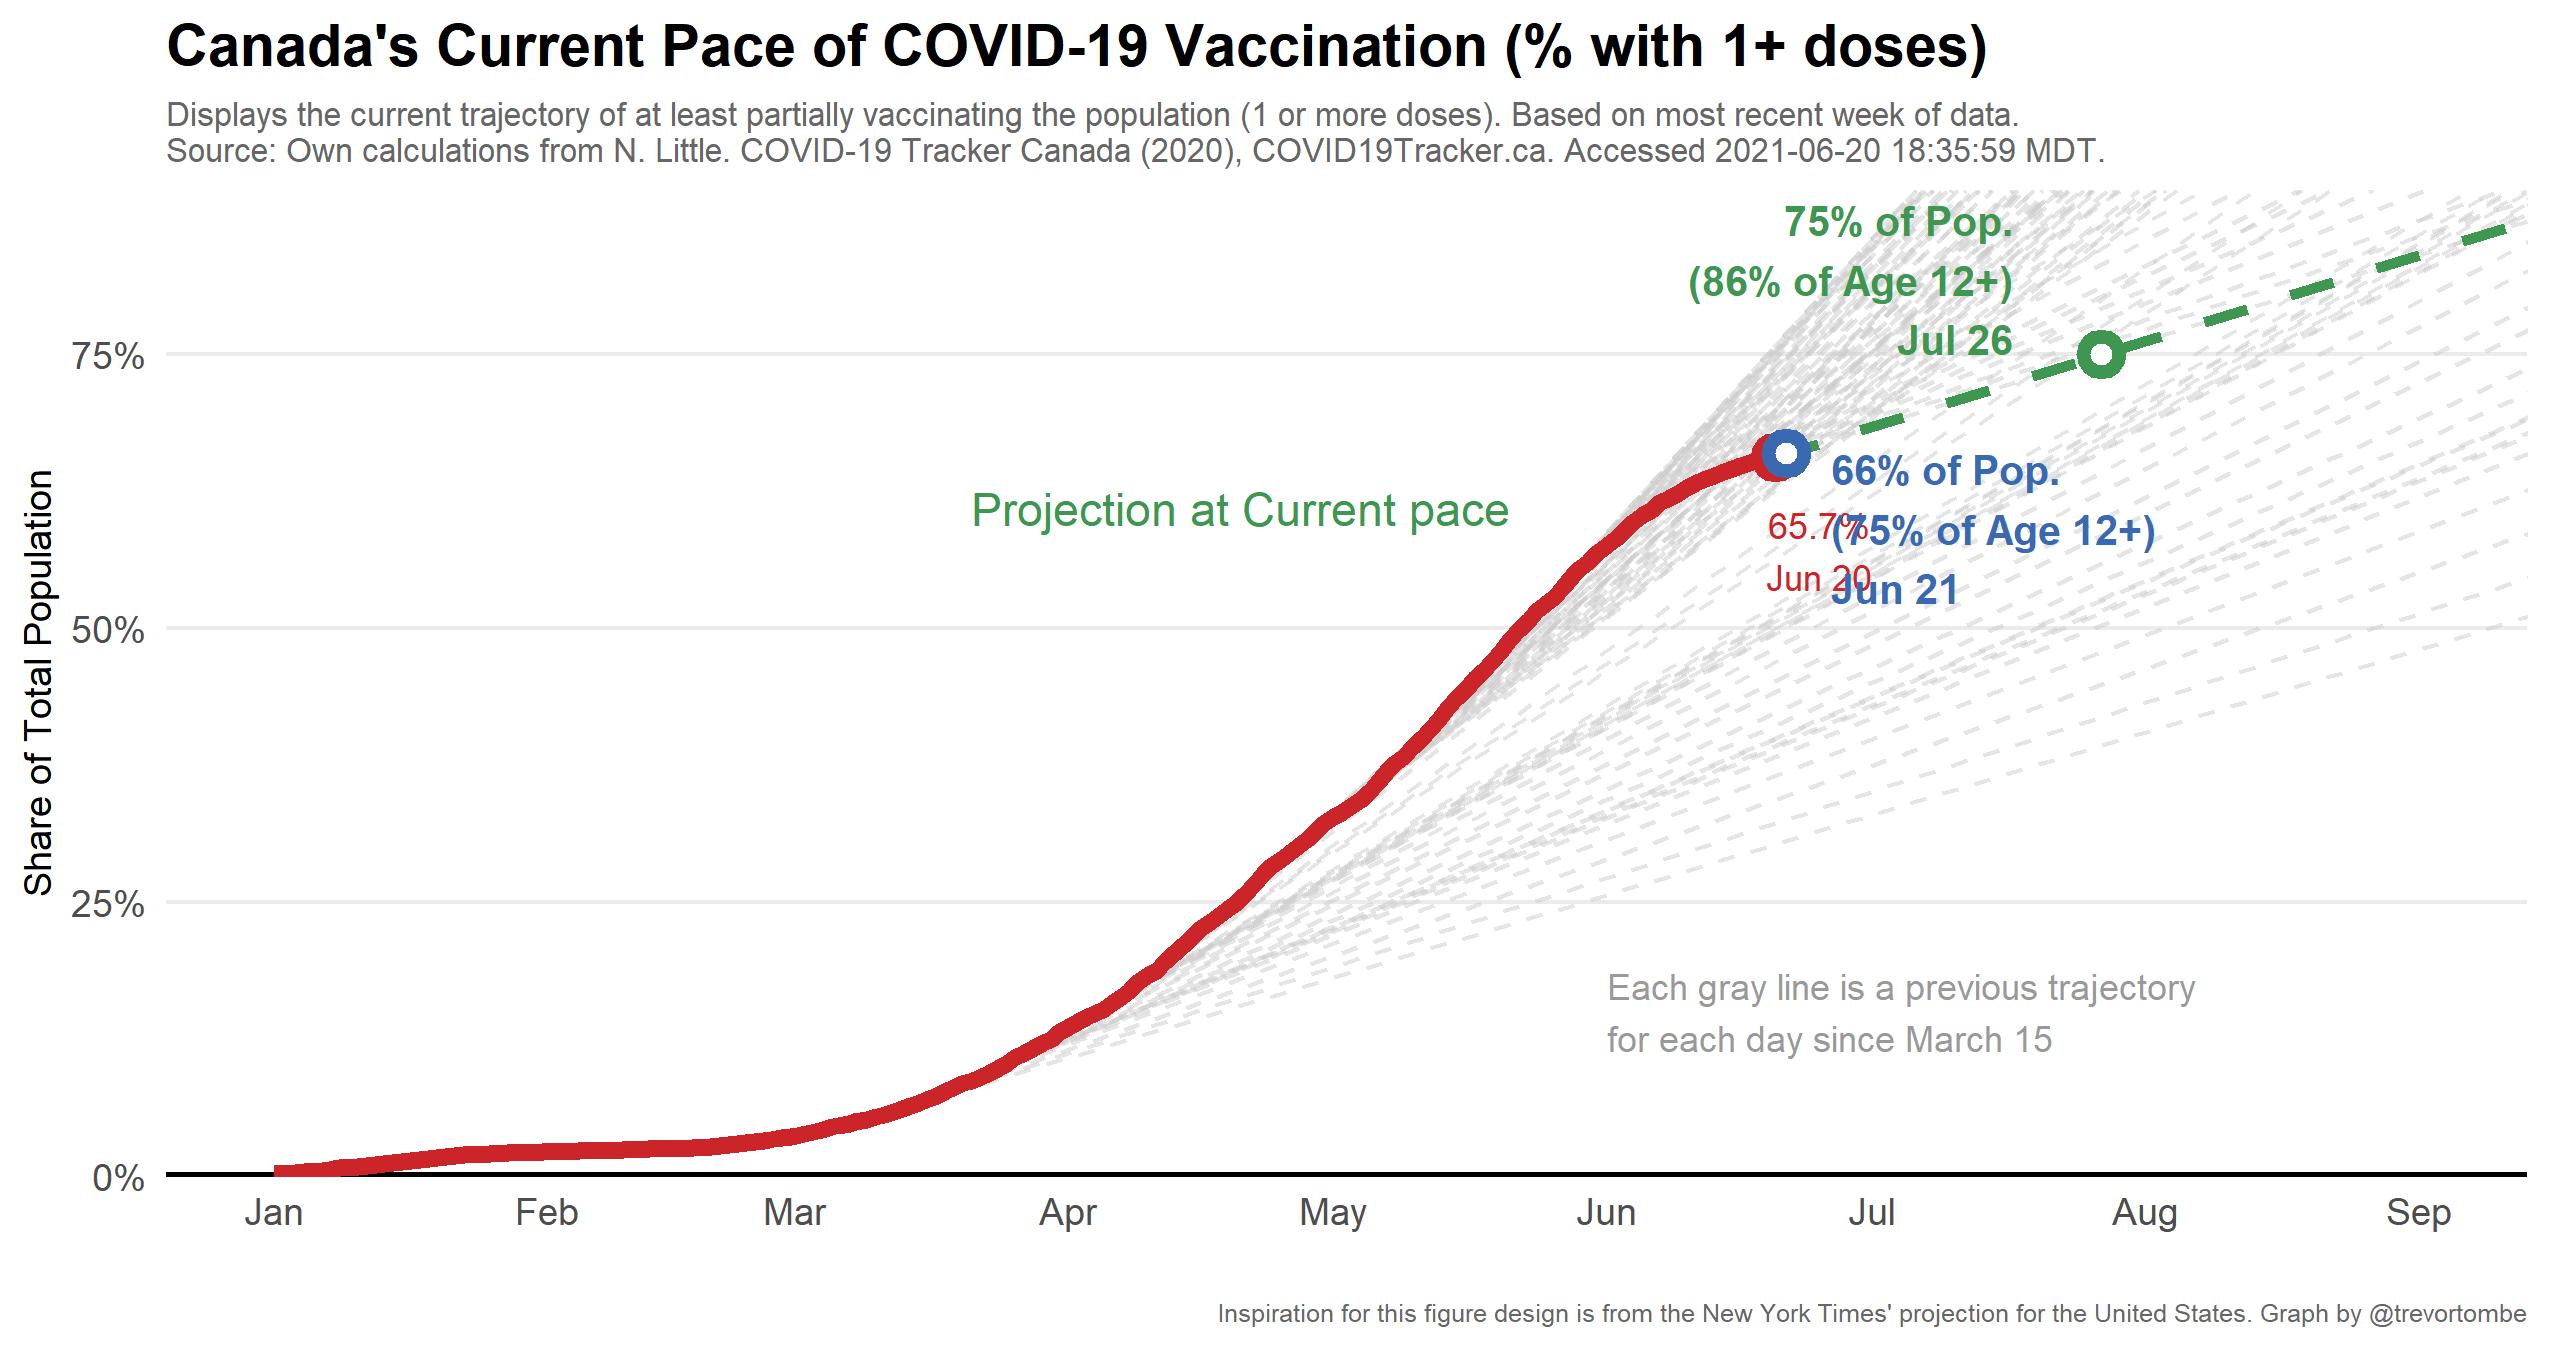 Canada's Current Pace of COVID-19 Vaccination (% with 1+ doses)
Displays the current trajectory of at least partially vaccinating the population (1 or more doses). Based on most recent week of data.
Source: Own calculations from N. Little. COVID-19 Tracker Canada (2020), COVID19Tracker.ca. Accessed 2021-06-20 18:35:59 MDT.
75% of Pop.
(86% of Age 12+)
Jul 26
75%
66% of Pop.
Projection at Current pace
65.7%
(75% of Age 12+)
Jun 20
Jun 21
50%
Share of Total Population
25%
Each gray line is a previous trajectory
for each day since March 15
0%
Jan Feb Mar Apr May Jun Jul Aug Sep
Inspiration for this figure design is from the New York Times' projection for the United States. Graph by @trevortombe